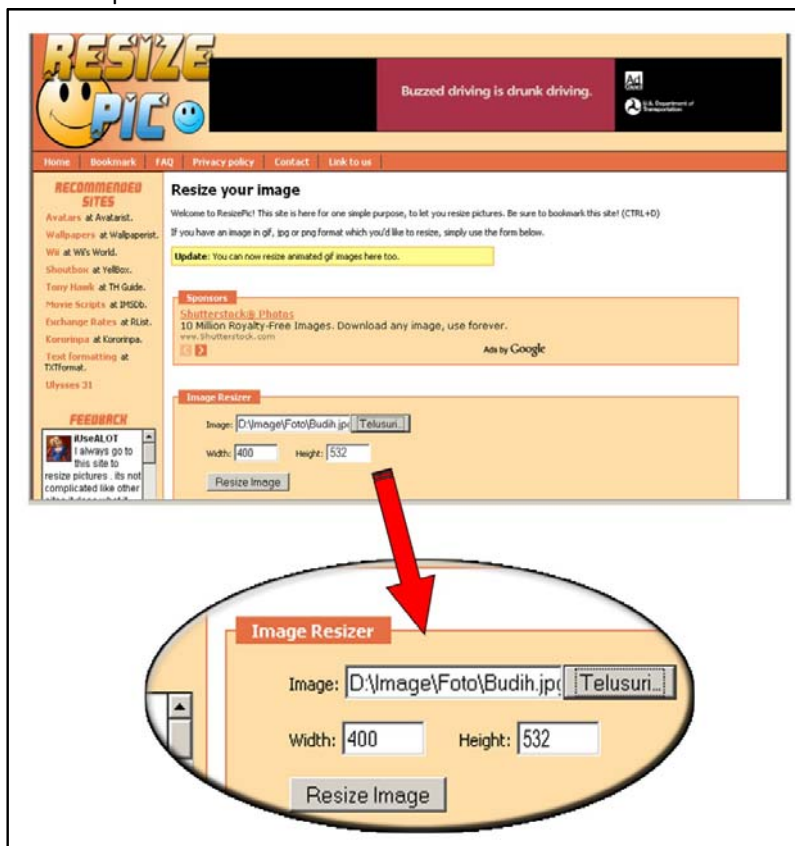 RESIZE
PIC
Buzzed driving is drunk driving.
Ad
U.S. Department of
Transportation
Home Bookmark FAQ Privacy policy Contact Link to us
RECOMMENDED
SITES
Avatars at Avatarist.
Wallpapers at Wallpaperist.
Wii at Wii's World.
Shoutbox at YellBox.
Tony Hawk at TH Guide.
Movie Scripts at IMSDb.
Exchange Rates at RList.
Kororinpa at Kororinpa.
Text formatting at
TXTformat.
Ulysses 31
FEEDBACK
iUseALOT
I always go to
this site to
resize pictures . its not
complicated like other
Resize your image
Welcome to ResizePic! This site is here for one simple purpose, to let you resize pictures. Be sure to bookmark this site! (CTRL+D)
If you have an image in gif, jpg or png format which you'd like to resize, simply use the form below.
Update: You can now resize animated gif images here too.
Sponsors
Shutterstock® Photos
10 Million Royalty-Free Images. Download any image, use forever.
www.Shutterstock.com
Ads by Google
Image Resizer
Image: D:\Image\Foto\Budih.jp Telusuri..
Width: 400 Height: 532
Resize Image
Image Resizer
Image: D:\Image\Foto\Budih.jpg Telusuri...
Width: 400 Height: 532
Resize Image